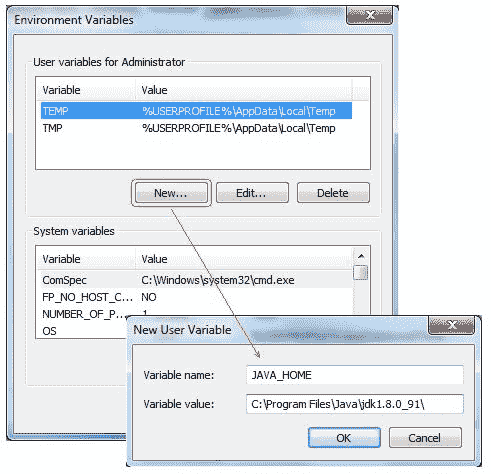 Environment Variables
User variables for Administrator
Variable Value
TEMP %USERPROFILE%\AppData\Local\Temp
TMP %USERPROFILE%\AppData\Local\Temp
New... Edit... Delete
System variables
Variable Value
ComSpec C:\Windows\system32\cmd.exe
FP_NO_HOST_C... NO
NUMBER_OF_P...
OS
New User Variable
Variable name: JAVA_HOME
Variable value: C:\Program Files\Java\jdk1.8.0_91\
OK Cancel